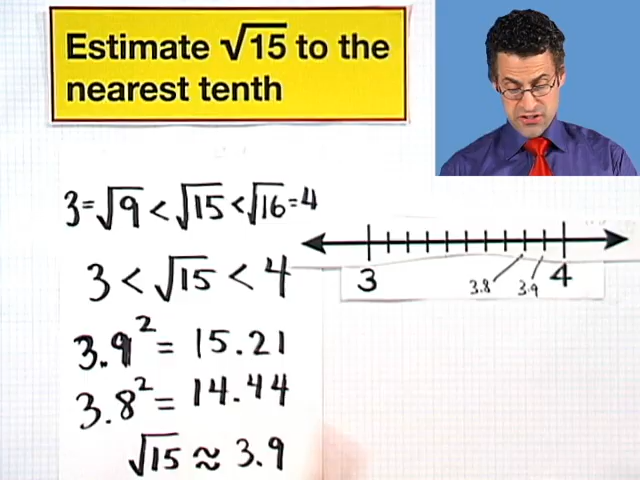 Estimate √15 to the
nearest tenth
3=√9 < √15 < √16=4
3 < √15 < 4
3.9² = 15.21
3.8² = 14.44
√15 ≈ 3.9
3 3.8 3.9 4